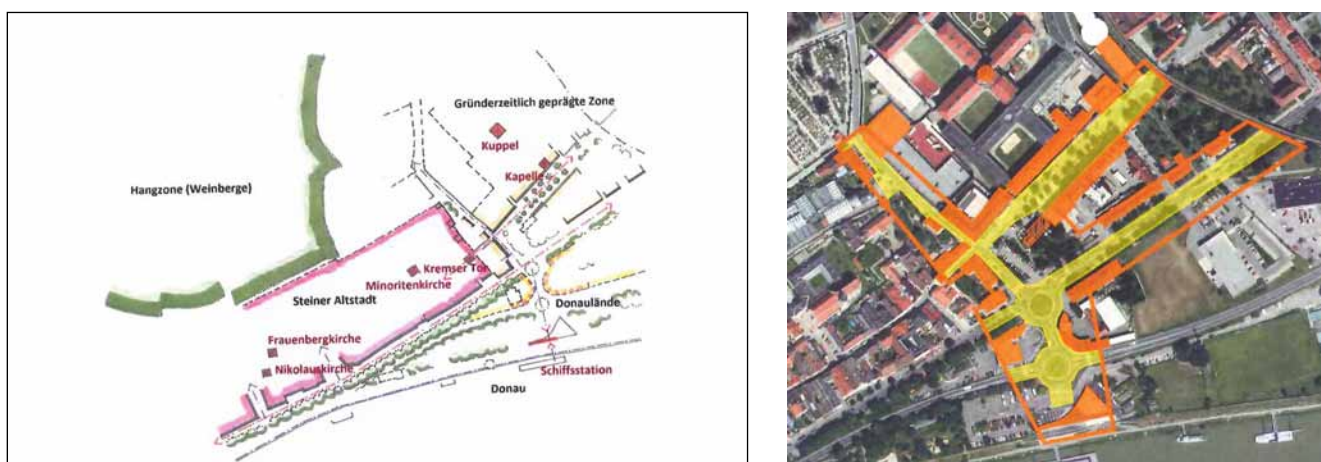 Gründerzeitlich geprägte Zone
Kuppel
Kapelle
Hangzone (Weinberge)
Kremser Tor
Minoritenkirche
Steiner Altstadt
Donaulände
Frauenbergkirche
Nikolauskirche
Schiffsstation
Donau